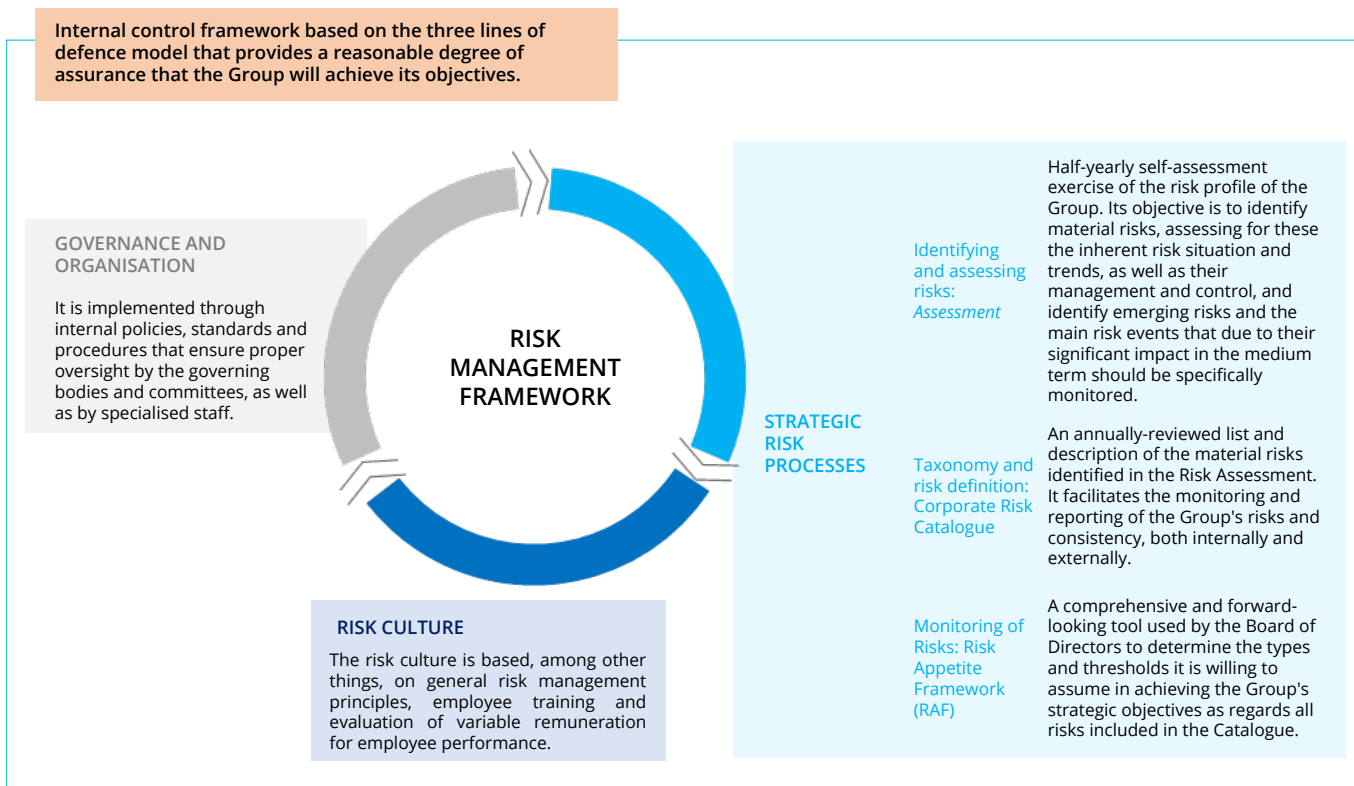 Internal control framework based on the three lines of
defence model that provides a reasonable degree of
assurance that the Group will achieve its objectives.
GOVERNANCE AND
ORGANISATION
It is implemented through
internal policies, standards and
procedures that ensure proper
oversight by the governing
bodies and committees, as well
as by specialised staff.
RISK
MANAGEMENT
FRAMEWORK
RISK CULTURE
The risk culture is based, among other
things, on general risk management
principles, employee training and
evaluation of variable remuneration
for employee performance.
STRATEGIC
RISK
PROCESSES
Identifying
and assessing
risks:
Assessment
Half-yearly self-assessment
exercise of the risk profile of the
Group. Its objective is to identify
material risks, assessing for these
the inherent risk situation and
trends, as well as their
management and control, and
identify emerging risks and the
main risk events that due to their
significant impact in the medium
term should be specifically
monitored.
Taxonomy and
risk definition:
Corporate Risk
Catalogue
An annually-reviewed list and
description of the material risks
identified in the Risk Assessment.
It facilitates the monitoring and
reporting of the Group's risks and
consistency, both internally and
externally.
Monitoring of
Risks: Risk
Appetite
Framework
(RAF)
A comprehensive and forward-
looking tool used by the Board of
Directors to determine the types
and thresholds it is willing to
assume in achieving the Group's
strategic objectives as regards all
risks included in the Catalogue.